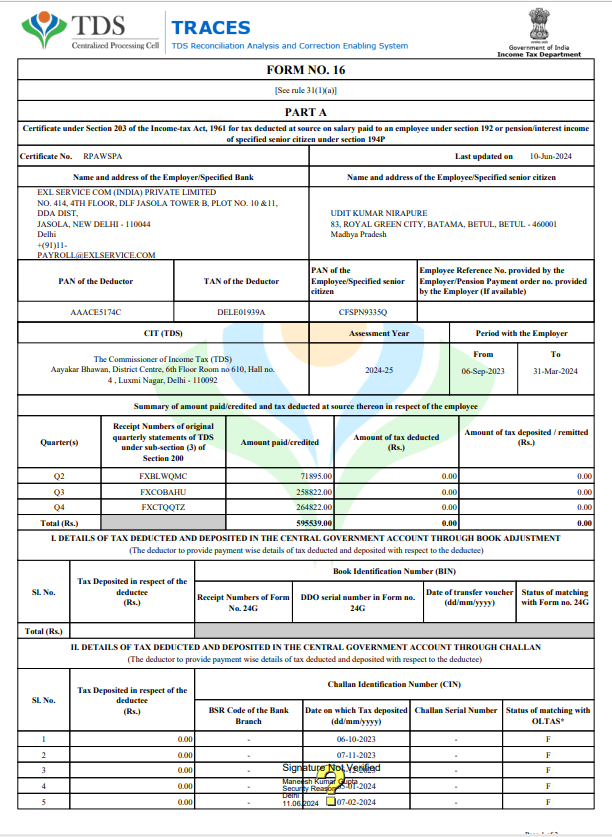 TDS
Centralized Processing Cell
TRACES
TDS Reconciliation Analysis and Correction Enabling System
Government of India
Income Tax Department
FORM NO. 16
[See rule 31(1)(a)]
PART A
Certificate under Section 203 of the Income-tax Act, 1961 for tax deducted at source on salary paid to an employee under section 192 or pension/interest income
of specified senior citizen under section 194P
Certificate No. RPAWSPA
Last updated on 10-Jun-2024
Name and address of the Employer/Specified Bank
Name and address of the Employee/Specified senior citizen
EXL SERVICE COM (INDIA) PRIVATE LIMITED
NO. 414, 4TH FLOOR, DLF JASOLA TOWER B, PLOT NO. 10 &11,
DDA DIST,
JASOLA, NEW DELHI - 110044
Delhi
+(91)11-
PAYROLL@EXLSERVICE.COM
UDIT KUMAR NIRAPURE
83, ROYAL GREEN CITY, BATAMA, BETUL, BETUL - 460001
Madhya Pradesh
PAN of the Deductor
TAN of the Deductor
PAN of the
Employee/Specified senior
citizen
Employee Reference No. provided by the
Employer/Pension Payment order no. provided
by the Employer (If available)
AAACE5174C
DELE01939A
CFSPN9335Q
CIT (TDS)
Assessment Year
Period with the Employer
The Commissioner of Income Tax (TDS)
Aayakar Bhawan, District Centre, 6th Floor Room no 610, Hall no.
4 , Luxmi Nagar, Delhi - 110092
2024-25
From
To
06-Sep-2023
31-Mar-2024
Summary of amount paid/credited and tax deducted at source thereon in respect of the employee
Quarter(s)
Receipt Numbers of original
quarterly statements of TDS
under sub-section (3) of
Section 200
Amount paid/credited
Amount of tax deducted
(Rs.)
Amount of tax deposited / remitted
(Rs.)
Q2 FXBLWQMC 71895.00 0.00 0.00
Q3 FXCOBAHU 258822.00 0.00 0.00
Q4 FXCTQQTZ 264822.00 0.00 0.00
Total (Rs.) 595539.00 0.00 0.00
I. DETAILS OF TAX DEDUCTED AND DEPOSITED IN THE CENTRAL GOVERNMENT ACCOUNT THROUGH BOOK ADJUSTMENT
(The deductor to provide payment wise details of tax deducted and deposited with respect to the deductee)
Sl. No.
Tax Deposited in respect of the
deductee
(Rs.)
Book Identification Number (BIN)
Receipt Numbers of Form
No. 24G
DDO serial number in Form no.
24G
Date of transfer voucher
(dd/mm/yyyy)
Status of matching
with Form no. 24G
Total (Rs.)
II. DETAILS OF TAX DEDUCTED AND DEPOSITED IN THE CENTRAL GOVERNMENT ACCOUNT THROUGH CHALLAN
(The deductor to provide payment wise details of tax deducted and deposited with respect to the deductee)
Sl. No.
Tax Deposited in respect of the
deductee
(Rs.)
Challan Identification Number (CIN)
BSR Code of the Bank
Branch
Date on which Tax deposited
(dd/mm/yyyy)
Challan Serial Number
Status of matching with
OLTAS*
1 0.00 - 06-10-2023 - F
2 0.00 - 07-11-2023 - F
3 0.00 - - F
4 0.00 - - F
5 0.00 - 07-02-2024 - F
Signature Not Verified
Maneesh Kumar Gupta
Security Reason
Delhi
11.06.2024